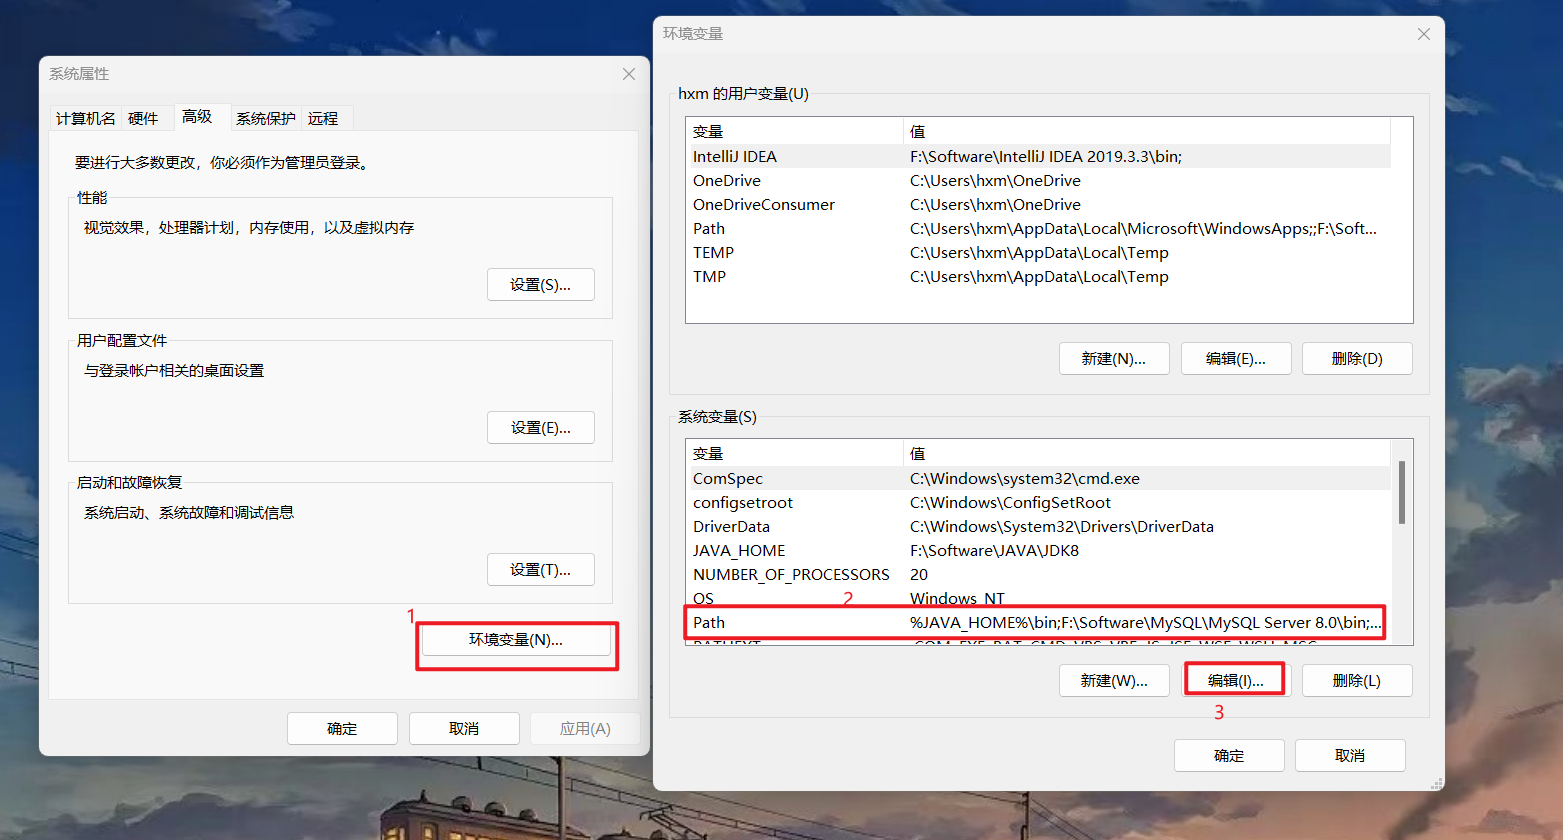 系统属性
计算机名 硬件 高级 系统保护 远程
要进行大多数更改，你必须作为管理员登录。
性能
视觉效果，处理器计划，内存使用，以及虚拟内存
设置(S)...
用户配置文件
与登录帐户相关的桌面设置
设置(E)...
启动和故障恢复
系统启动、系统故障和调试信息
设置(T)...
1
环境变量(N)...
确定 取消 应用(A)
环境变量
hxm 的用户变量(U)
变量 值
IntelliJ IDEA F:\Software\IntelliJ IDEA 2019.3.3\bin;
OneDrive C:\Users\hxm\OneDrive
OneDriveConsumer C:\Users\hxm\OneDrive
Path C:\Users\hxm\AppData\Local\Microsoft\WindowsApps;;F:\Soft...
TEMP C:\Users\hxm\AppData\Local\Temp
TMP C:\Users\hxm\AppData\Local\Temp
新建(N)... 编辑(E)... 删除(D)
系统变量(S)
变量 值
ComSpec C:\Windows\system32\cmd.exe
configsetroot C:\Windows\ConfigSetRoot
DriverData C:\Windows\System32\Drivers\DriverData
JAVA_HOME F:\Software\JAVA\JDK8
NUMBER_OF_PROCESSORS 20
OS Windows_NT
2
Path %JAVA_HOME%\bin;F:\Software\MySQL\MySQL Server 8.0\bin;...
新建(W)... 编辑(I)... 删除(L)
3
确定 取消